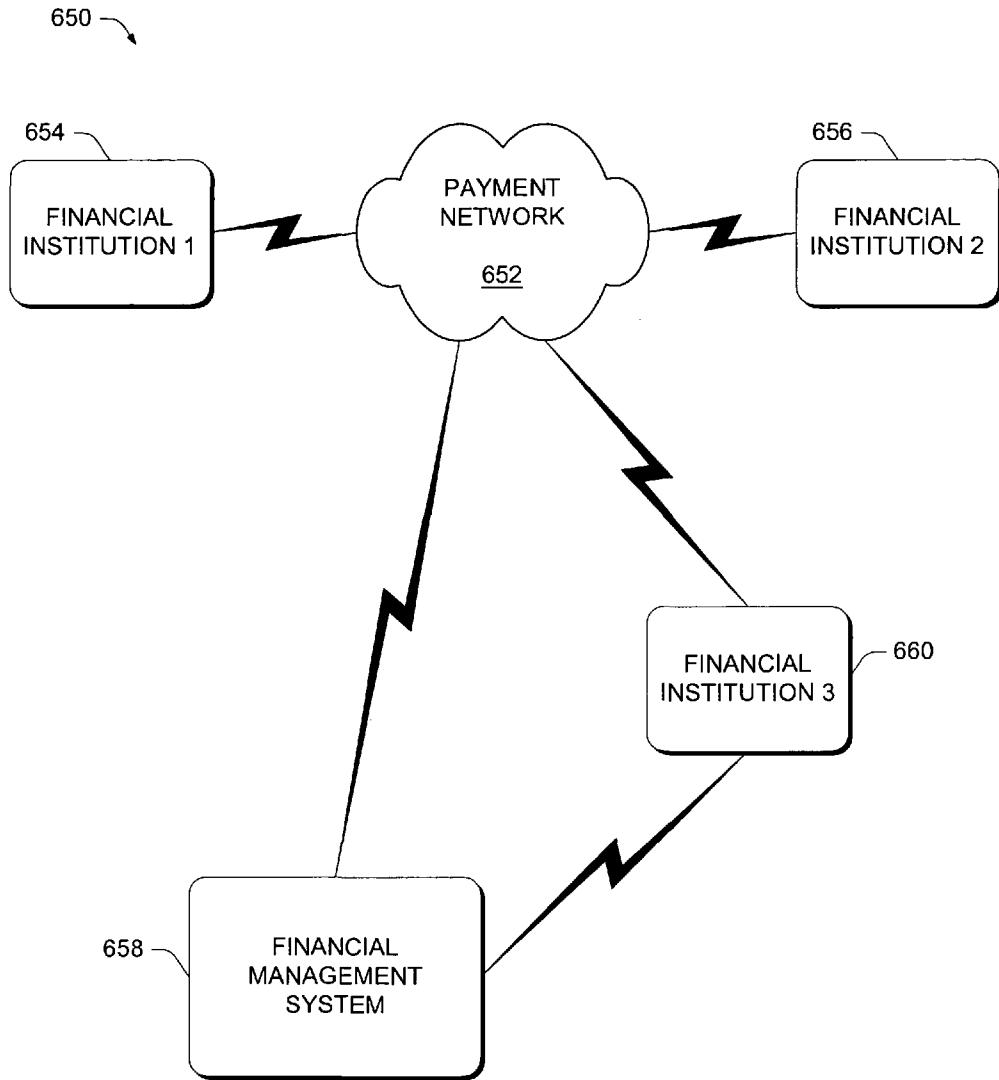 650
654
656
FINANCIAL
INSTITUTION 1
PAYMENT
NETWORK
652
FINANCIAL
INSTITUTION 2
FINANCIAL
INSTITUTION 3
660
658
FINANCIAL
MANAGEMENT
SYSTEM